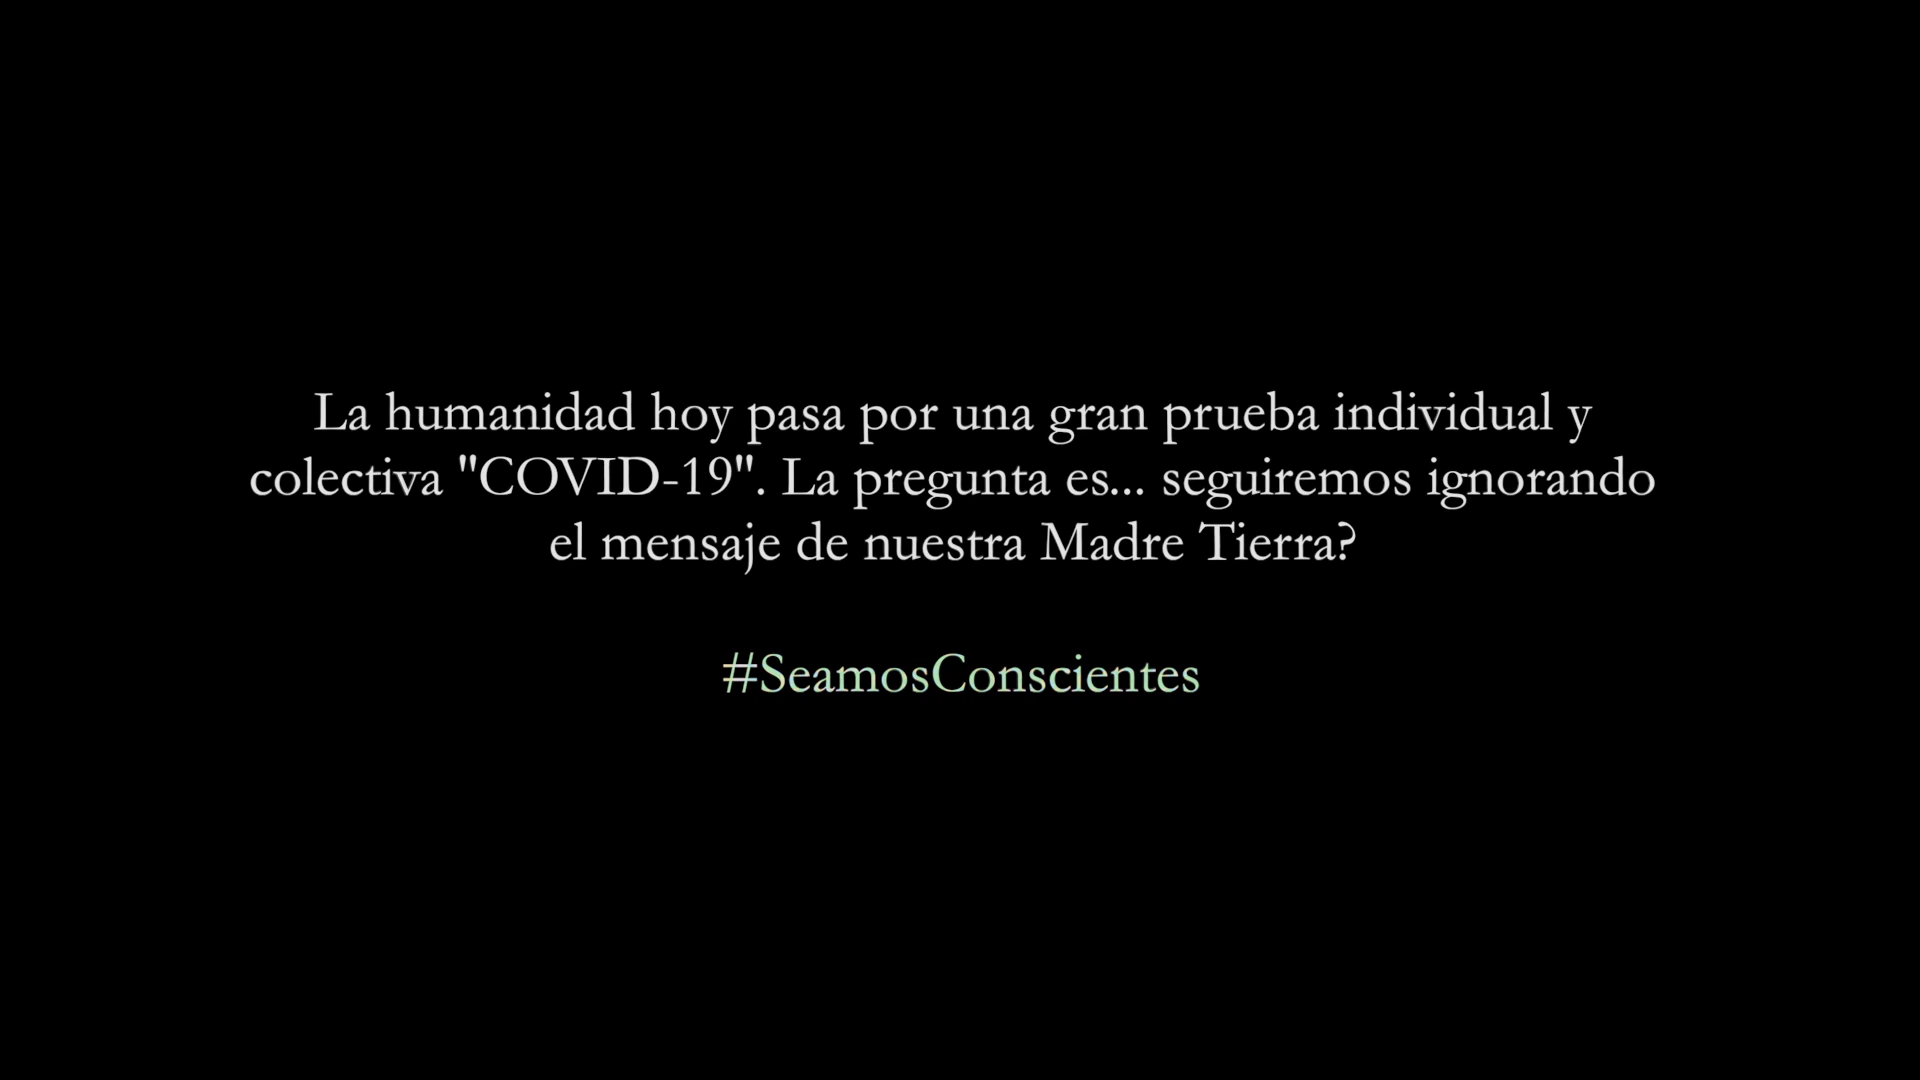 La humanidad hoy pasa por una gran prueba individual y
colectiva "COVID-19". La pregunta es... seguiremos ignorando
el mensaje de nuestra Madre Tierra?
#SeamosConscientes